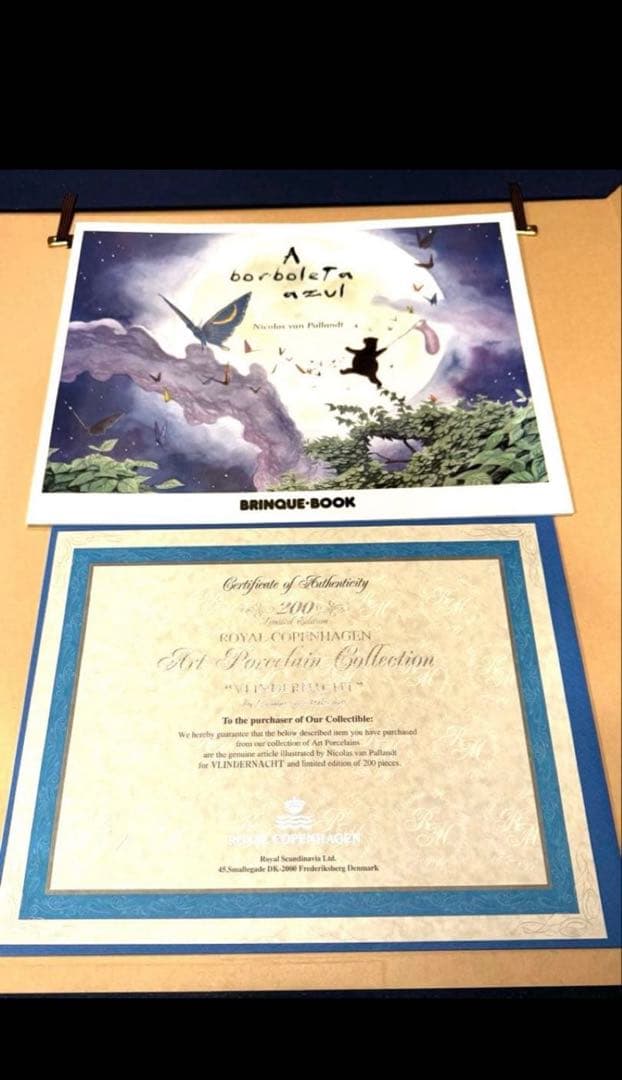 A
borboleta
azul
Nicolas van Pallandt
BRINQUE-BOOK
Certificate of Authenticity
200
Limited Edition
ROYAL COPENHAGEN
Art Porcelain Collection
"VLINDERNACHT"
To the purchaser of Our Collectible:
We hereby guarantee that the below described item you have purchased
from our collection of Art Porcelains
are the genuine article illustrated by Nicolas van Pallandt
for VLINDERNACHT and limited edition of 200 pieces.
ROYAL COPENHAGEN
Royal Scandinavia Ltd.
45,Smallegade DK-2000 Frederiksberg Denmark